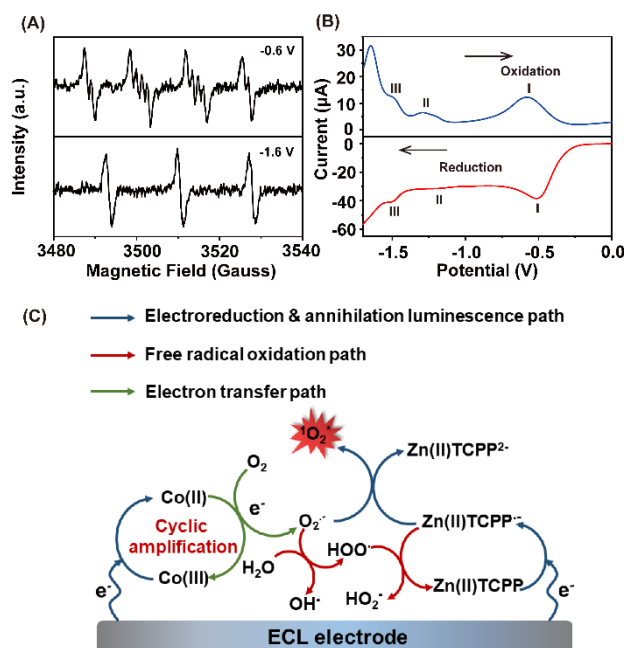 (A)
-0.6 V
-1.6 V
Intensity (a.u.)
3480 3500 3520 3540
Magnetic Field (Gauss)
(B)
30
20
10
0
0
-20
-40
-60
Current (μA)
Oxidation
III
II
I
Reduction
III
II
I
-1.5 -1.0 -0.5 0.0
Potential (V)
(C)
Electroreduction & annihilation luminescence path
Free radical oxidation path
Electron transfer path
¹O₂*
Zn(II)TCPP²⁻
O₂
Co(II)
e⁻
O₂·⁻
Zn(II)TCPP·⁻
Cyclic
amplification
H₂O
HOO·
Co(III)
e⁻
OH⁻
HO₂⁻
Zn(II)TCPP
e⁻
ECL electrode